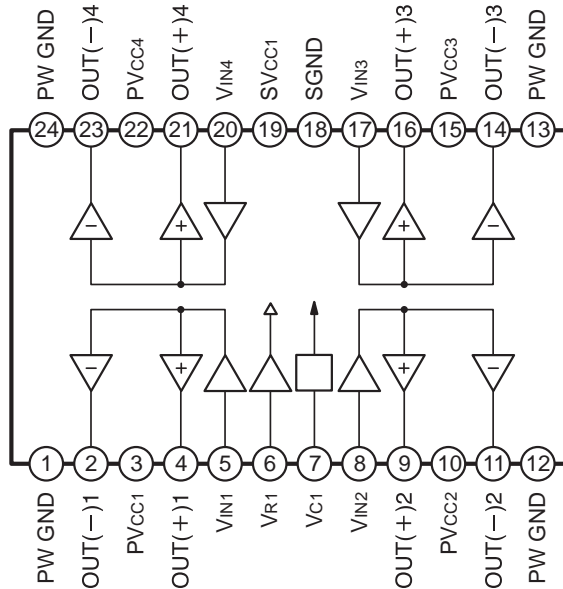 PW GND
OUT(−)4
PVCC4
OUT(+)4
VIN4
SVCC1
SGND
VIN3
OUT(+)3
PVCC3
OUT(−)3
PW GND
24 23 22 21 20 19 18 17 16 15 14 13
− + + −
− + + −
1 2 3 4 5 6 7 8 9 10 11 12
PW GND
OUT(−)1
PVCC1
OUT(+)1
VIN1
VR1
VC1
VIN2
OUT(+)2
PVCC2
OUT(−)2
PW GND